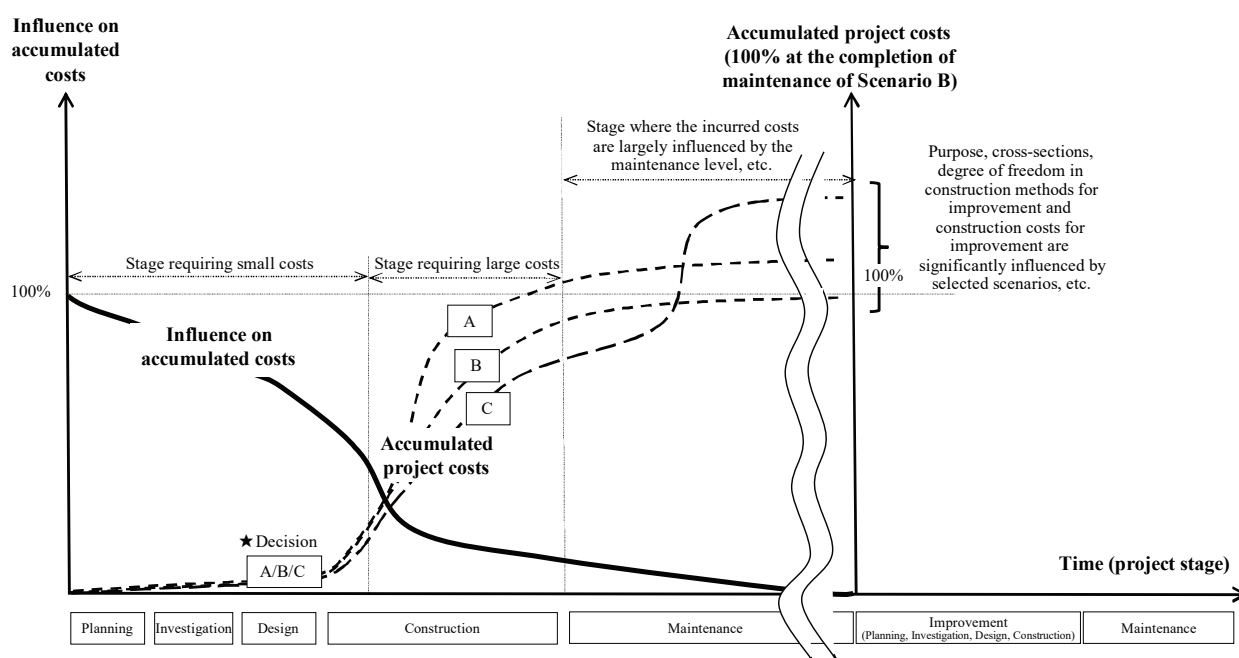 Influence on
accumulated
costs
Accumulated project costs
(100% at the completion of
maintenance of Scenario B)
Stage where the incurred costs
are largely influenced by the
maintenance level, etc.
Purpose, cross-sections,
degree of freedom in
construction methods for
improvement and
construction costs for
improvement are
significantly influenced by
selected scenarios, etc.
Stage requiring small costs
Stage requiring large costs
100%
100%
Influence on
accumulated costs
A
B
C
Accumulated
project costs
★Decision
A/B/C
Time (project stage)
Planning
Investigation
Design
Construction
Maintenance
Improvement
(Planning, Investigation, Design, Construction)
Maintenance